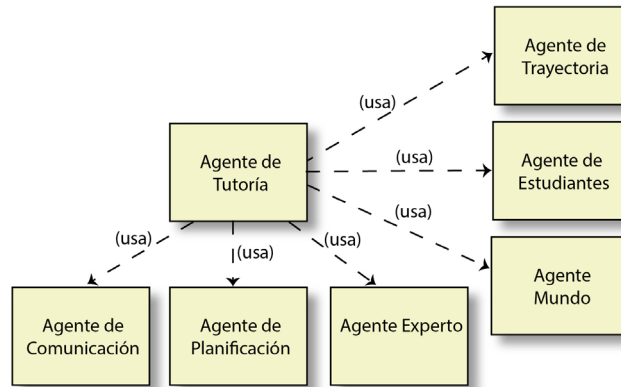 Agente de
Trayectoria
(usa)
Agente de
Tutoría
(usa)
Agente de
Estudiantes
(usa)
Agente
Mundo
(usa)
(usa)
(usa)
Agente de
Comunicación
Agente de
Planificación
Agente Experto